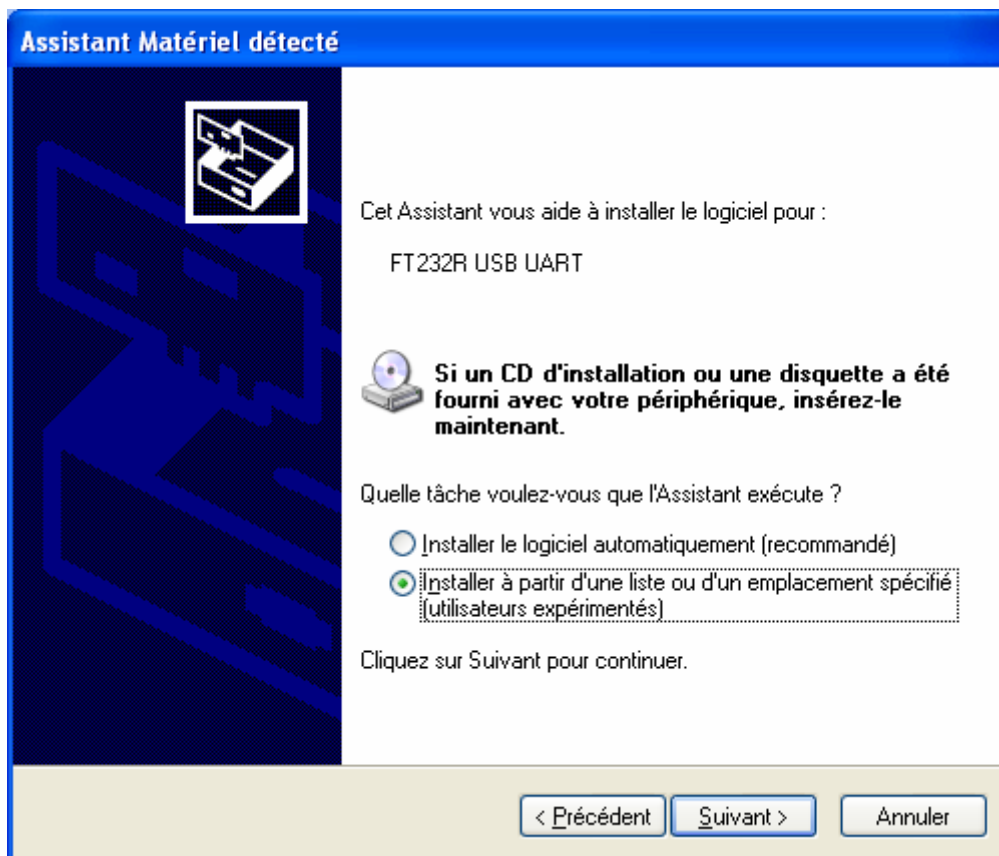 Assistant Matériel détecté
Cet Assistant vous aide à installer le logiciel pour :
FT232R USB UART
Si un CD d'installation ou une disquette a été
fourni avec votre périphérique, insérez-le
maintenant.
Quelle tâche voulez-vous que l'Assistant exécute ?
Installer le logiciel automatiquement (recommandé)
Installer à partir d'une liste ou d'un emplacement spécifié
(utilisateurs expérimentés)
Cliquez sur Suivant pour continuer.
< Précédent Suivant > Annuler